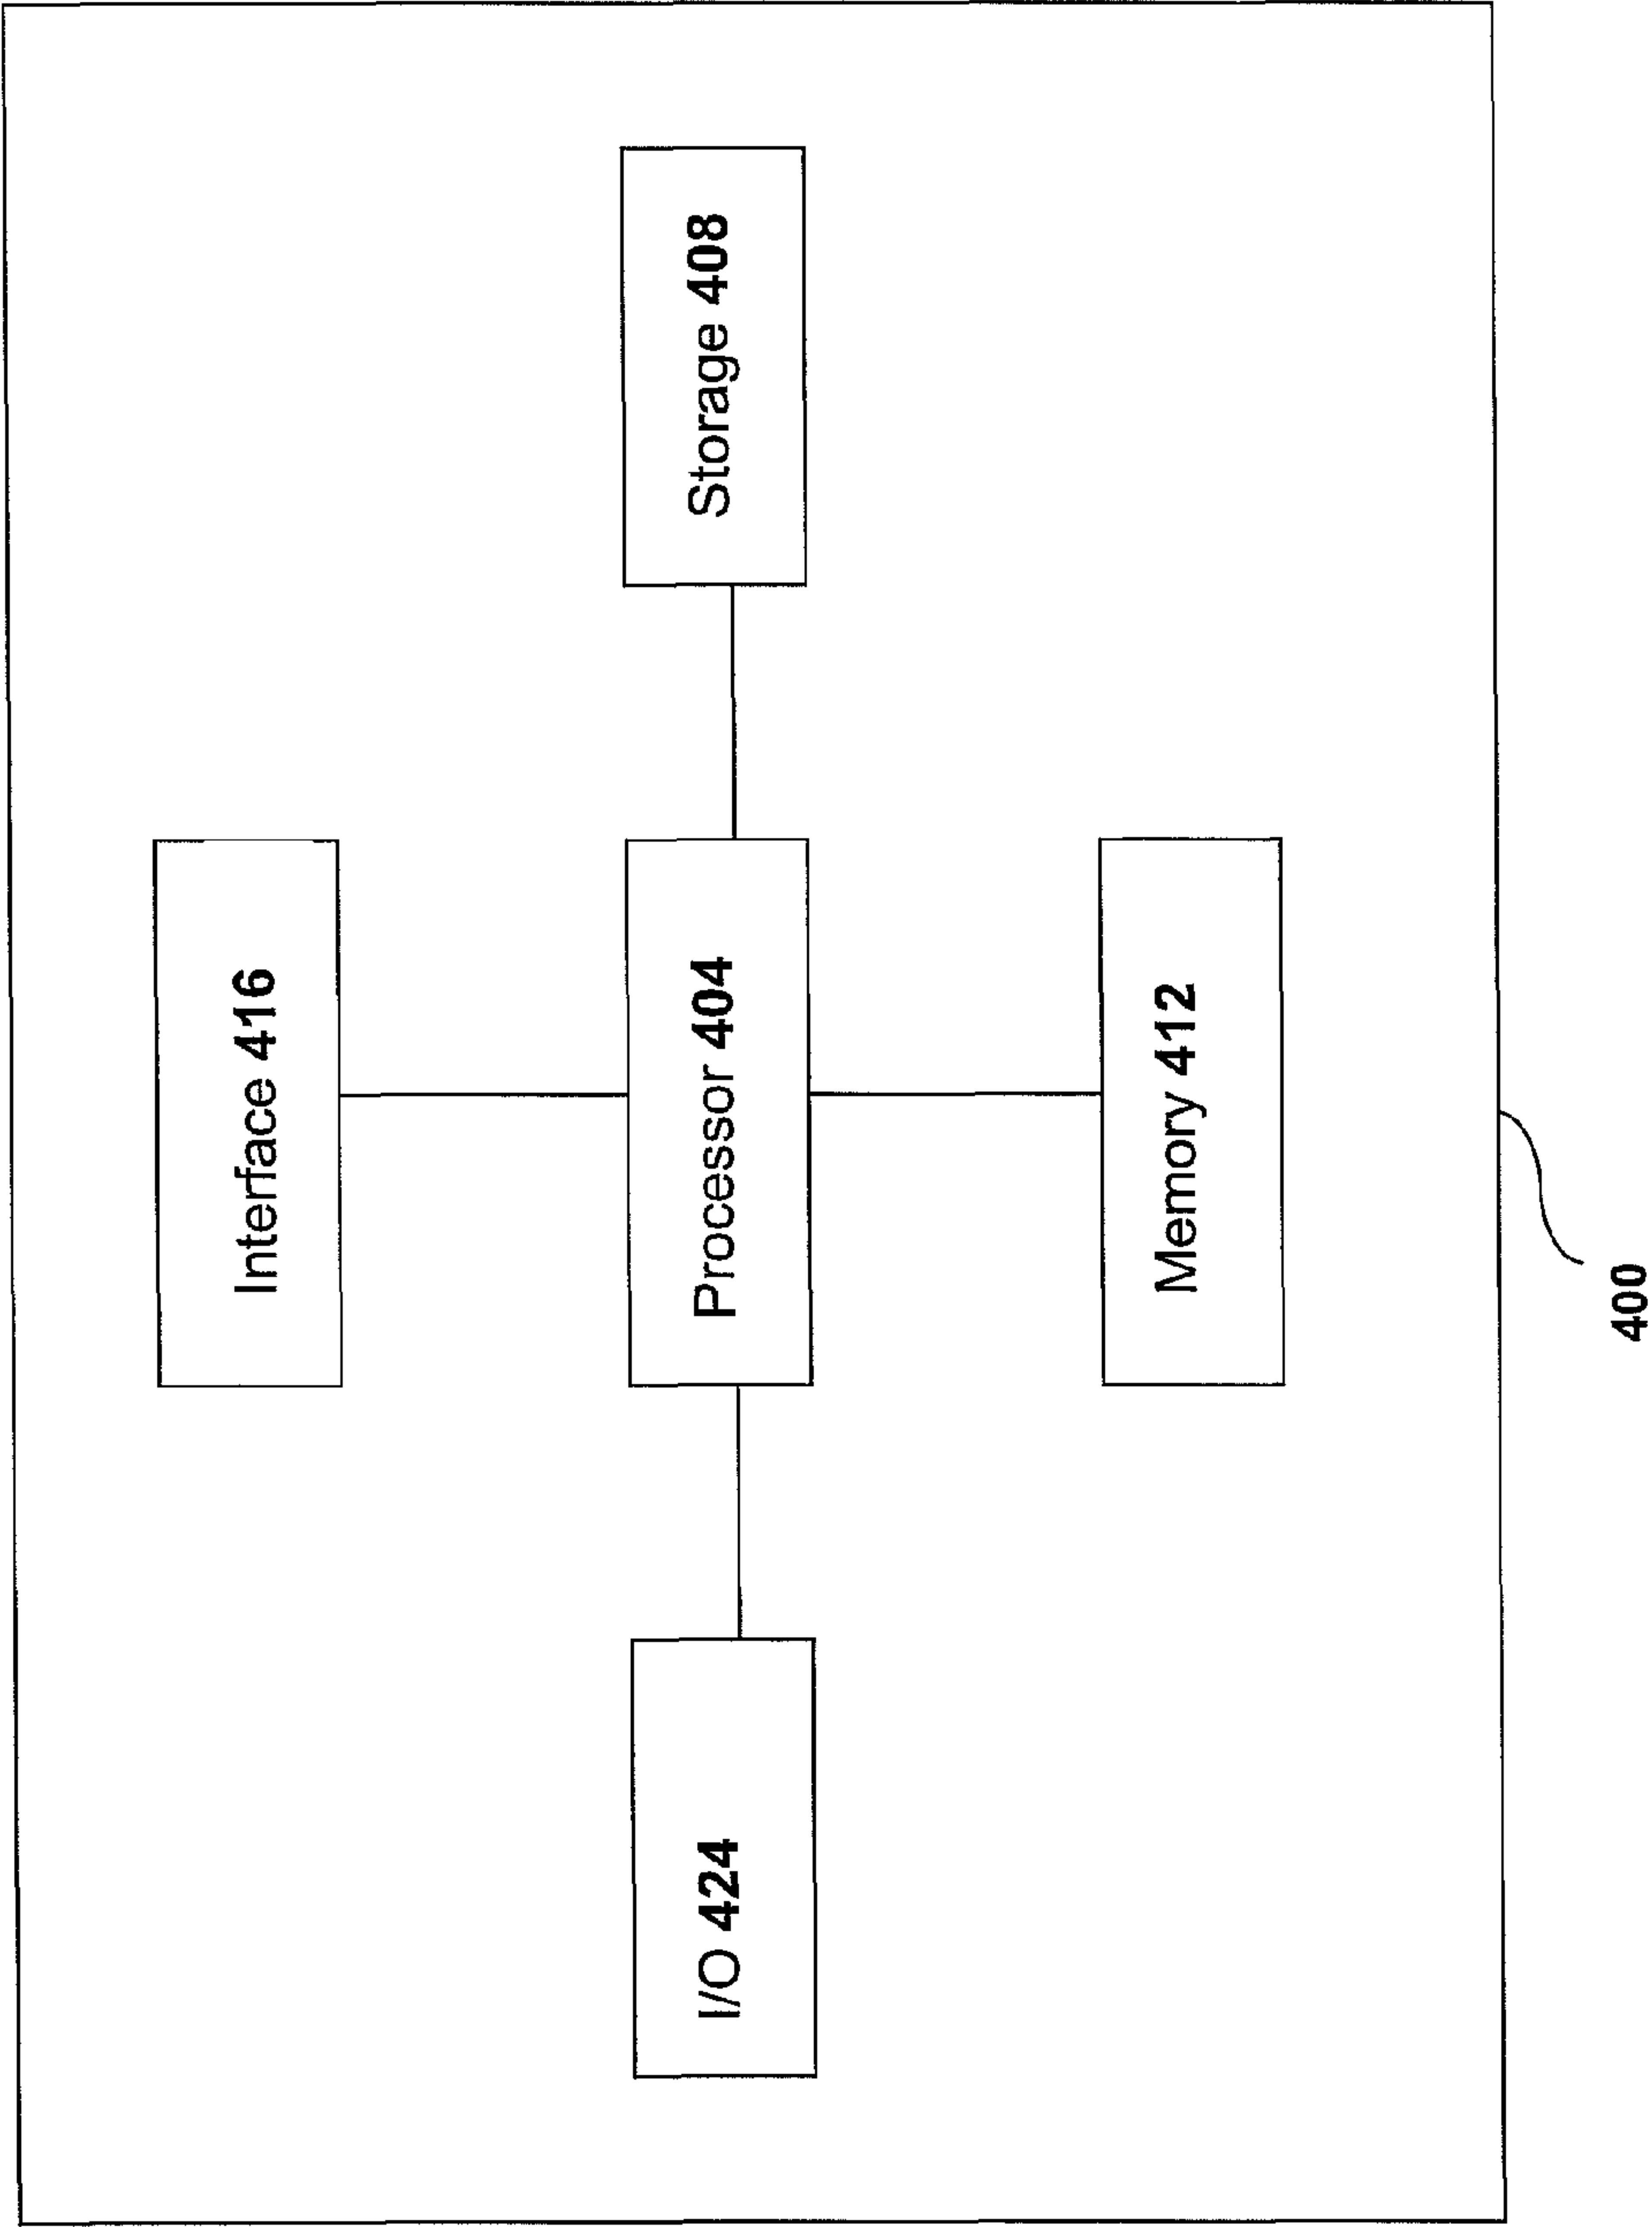 Interface 416
I/O 424
Processor 404
Storage 408
Memory 412
400